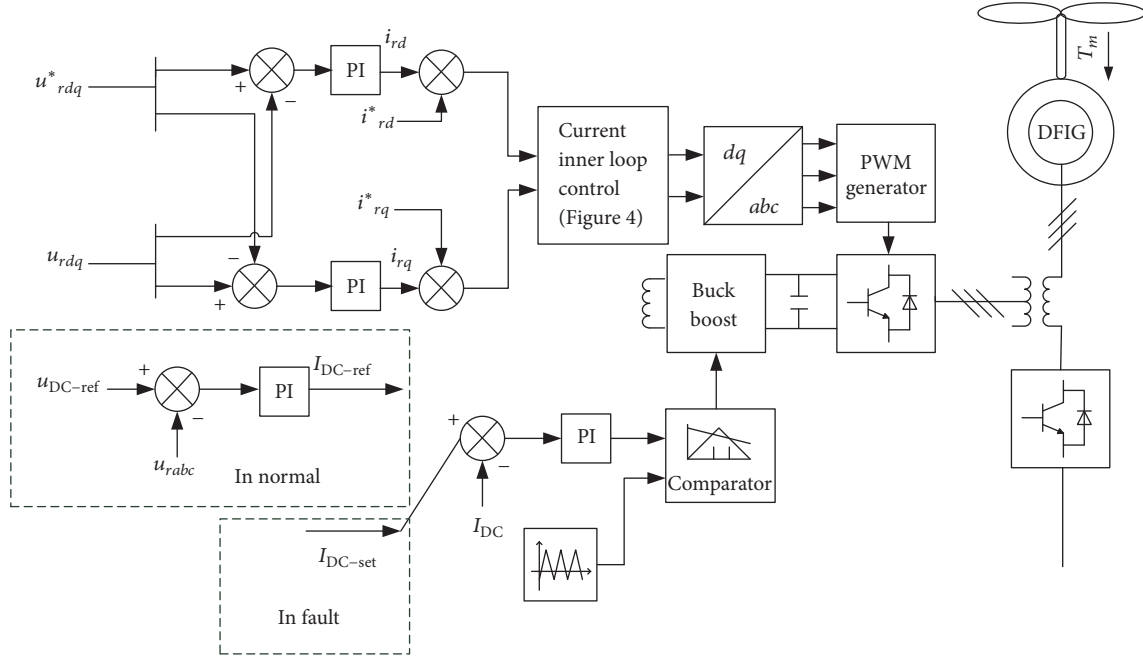 u*rdq
+
−
PI
ird
i*rd
urdq
−
+
PI
irq
i*rq
Current
inner loop
control
(Figure 4)
dq
abc
PWM
generator
Tm
DFIG
Buck
boost
uDC−ref
+
−
urabc
PI
IDC−ref
In normal
IDC−set
In fault
+
−
IDC
PI
Comparator